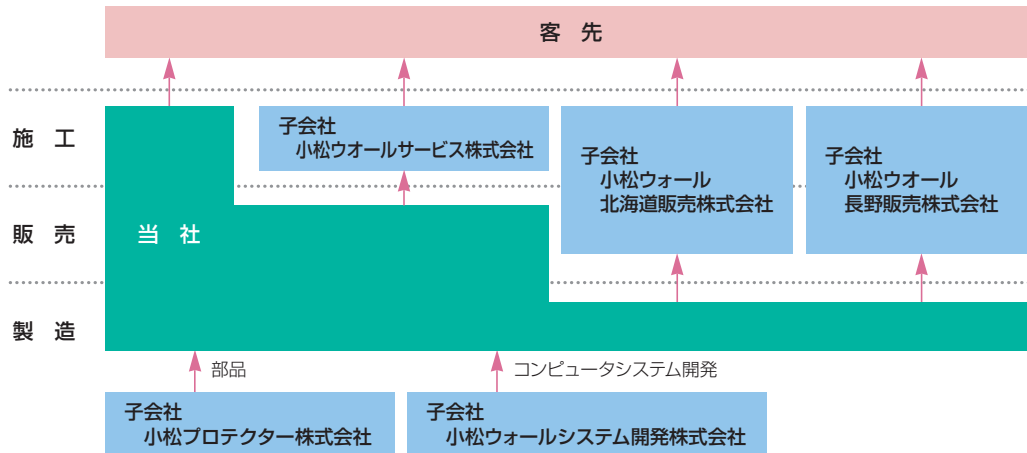 客 先
施 工
子会社
小松ウオールサービス株式会社
子会社
小松ウォール
北海道販売株式会社
子会社
小松ウオール
長野販売株式会社
販 売
当 社
製 造
部品
コンピュータシステム開発
子会社
小松プロテクター株式会社
子会社
小松ウォールシステム開発株式会社